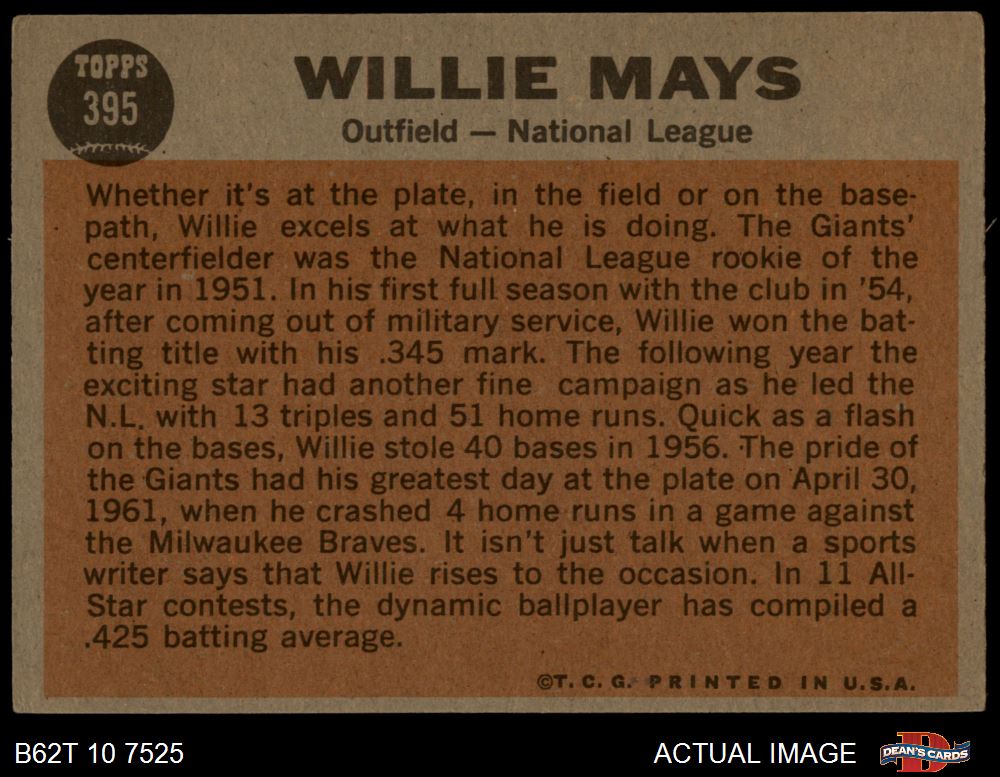 TOPPS
395
WILLIE MAYS
Outfield — National League
Whether it's at the plate, in the field or on the base-
path, Willie excels at what he is doing. The Giants'
centerfielder was the National League rookie of the
year in 1951. In his first full season with the club in '54,
after coming out of military service, Willie won the bat-
ting title with his .345 mark. The following year the
exciting star had another fine campaign as he led the
N.L. with 13 triples and 51 home runs. Quick as a flash
on the bases, Willie stole 40 bases in 1956. The pride of
the Giants had his greatest day at the plate on April 30,
1961, when he crashed 4 home runs in a game against
the Milwaukee Braves. It isn't just talk when a sports
writer says that Willie rises to the occasion. In 11 All-
Star contests, the dynamic ballplayer has compiled a
.425 batting average.
©T. C. G. PRINTED IN U.S.A.
B62T 10 7525
ACTUAL IMAGE
D
DEAN'S CARDS